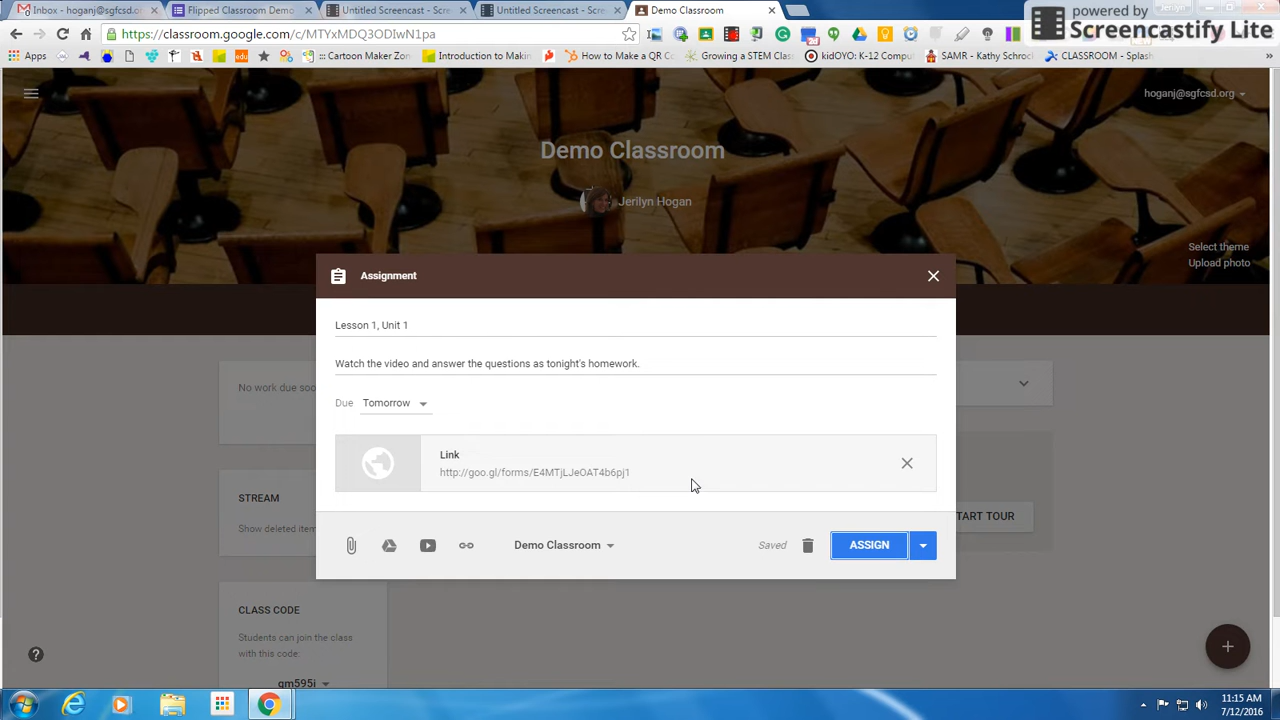 Inbox - hoganj@sgfcsd.org
Flipped Classroom Demo
Untitled Screencast -
Untitled Screencast -
Demo Classroom
Jerilyn
powered by
Screencastify Lite
https://classroom.google.com/c/
Apps
::: Cartoon Maker Zon
Introduction to Makin
How to Make a QR Co
Growing a STEM Class
kidOYO: K-12 Compu
SAMR - Kathy Schroc
CLASSROOM - Splash
hoganj@sgfcsd.org
Demo Classroom
Jerilyn Hogan
Select theme
Upload photo
Assignment
Lesson 1, Unit 1
Watch the video and answer the questions as tonight's homework.
Due Tomorrow
Link
http://goo.gl/forms/E4MTjLJeOAT4b6pj1
Demo Classroom
Saved
ASSIGN
No work due soo
STREAM
Show deleted item
TART TOUR
CLASS CODE
Students can join the class
with this code:
qm595i
11:15 AM
7/12/2016